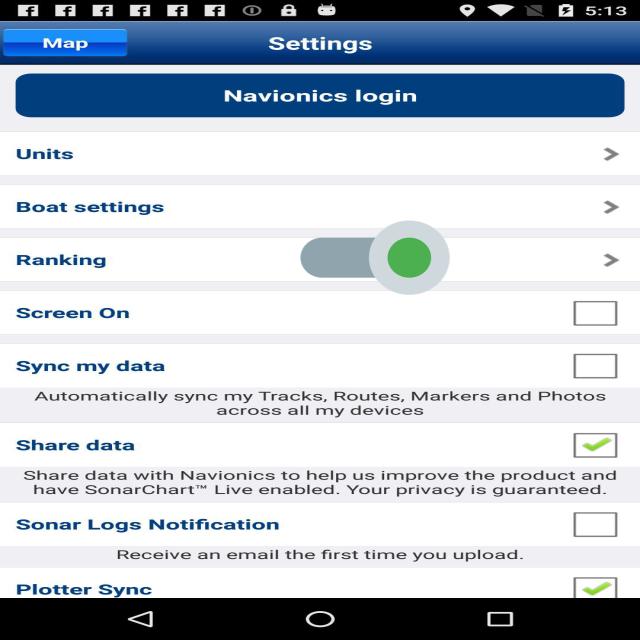 5:13
Map
Settings
Navionics login
Units
Boat settings
Ranking
Screen On
Sync my data
Automatically sync my Tracks, Routes, Markers and Photos
across all my devices
Share data
Share data with Navionics to help us improve the product and
have SonarChart™ Live enabled. Your privacy is guaranteed.
Sonar Logs Notification
Receive an email the first time you upload.
Plotter Sync